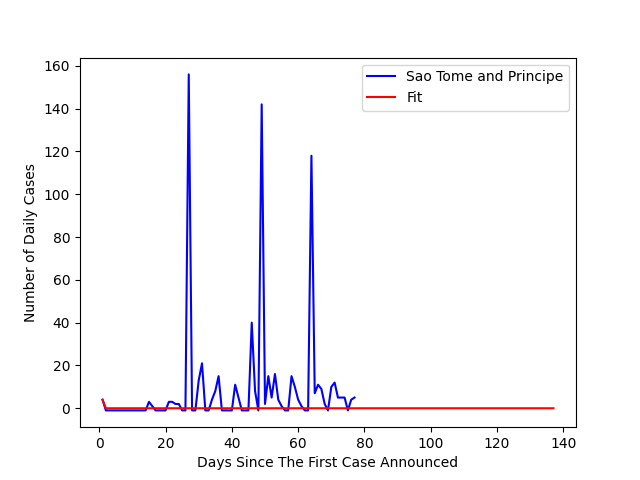 Sao Tome and Principe
Fit
160
140
120
100
80
60
40
20
0
Number of Daily Cases
0 20 40 60 80 100 120 140
Days Since The First Case Announced